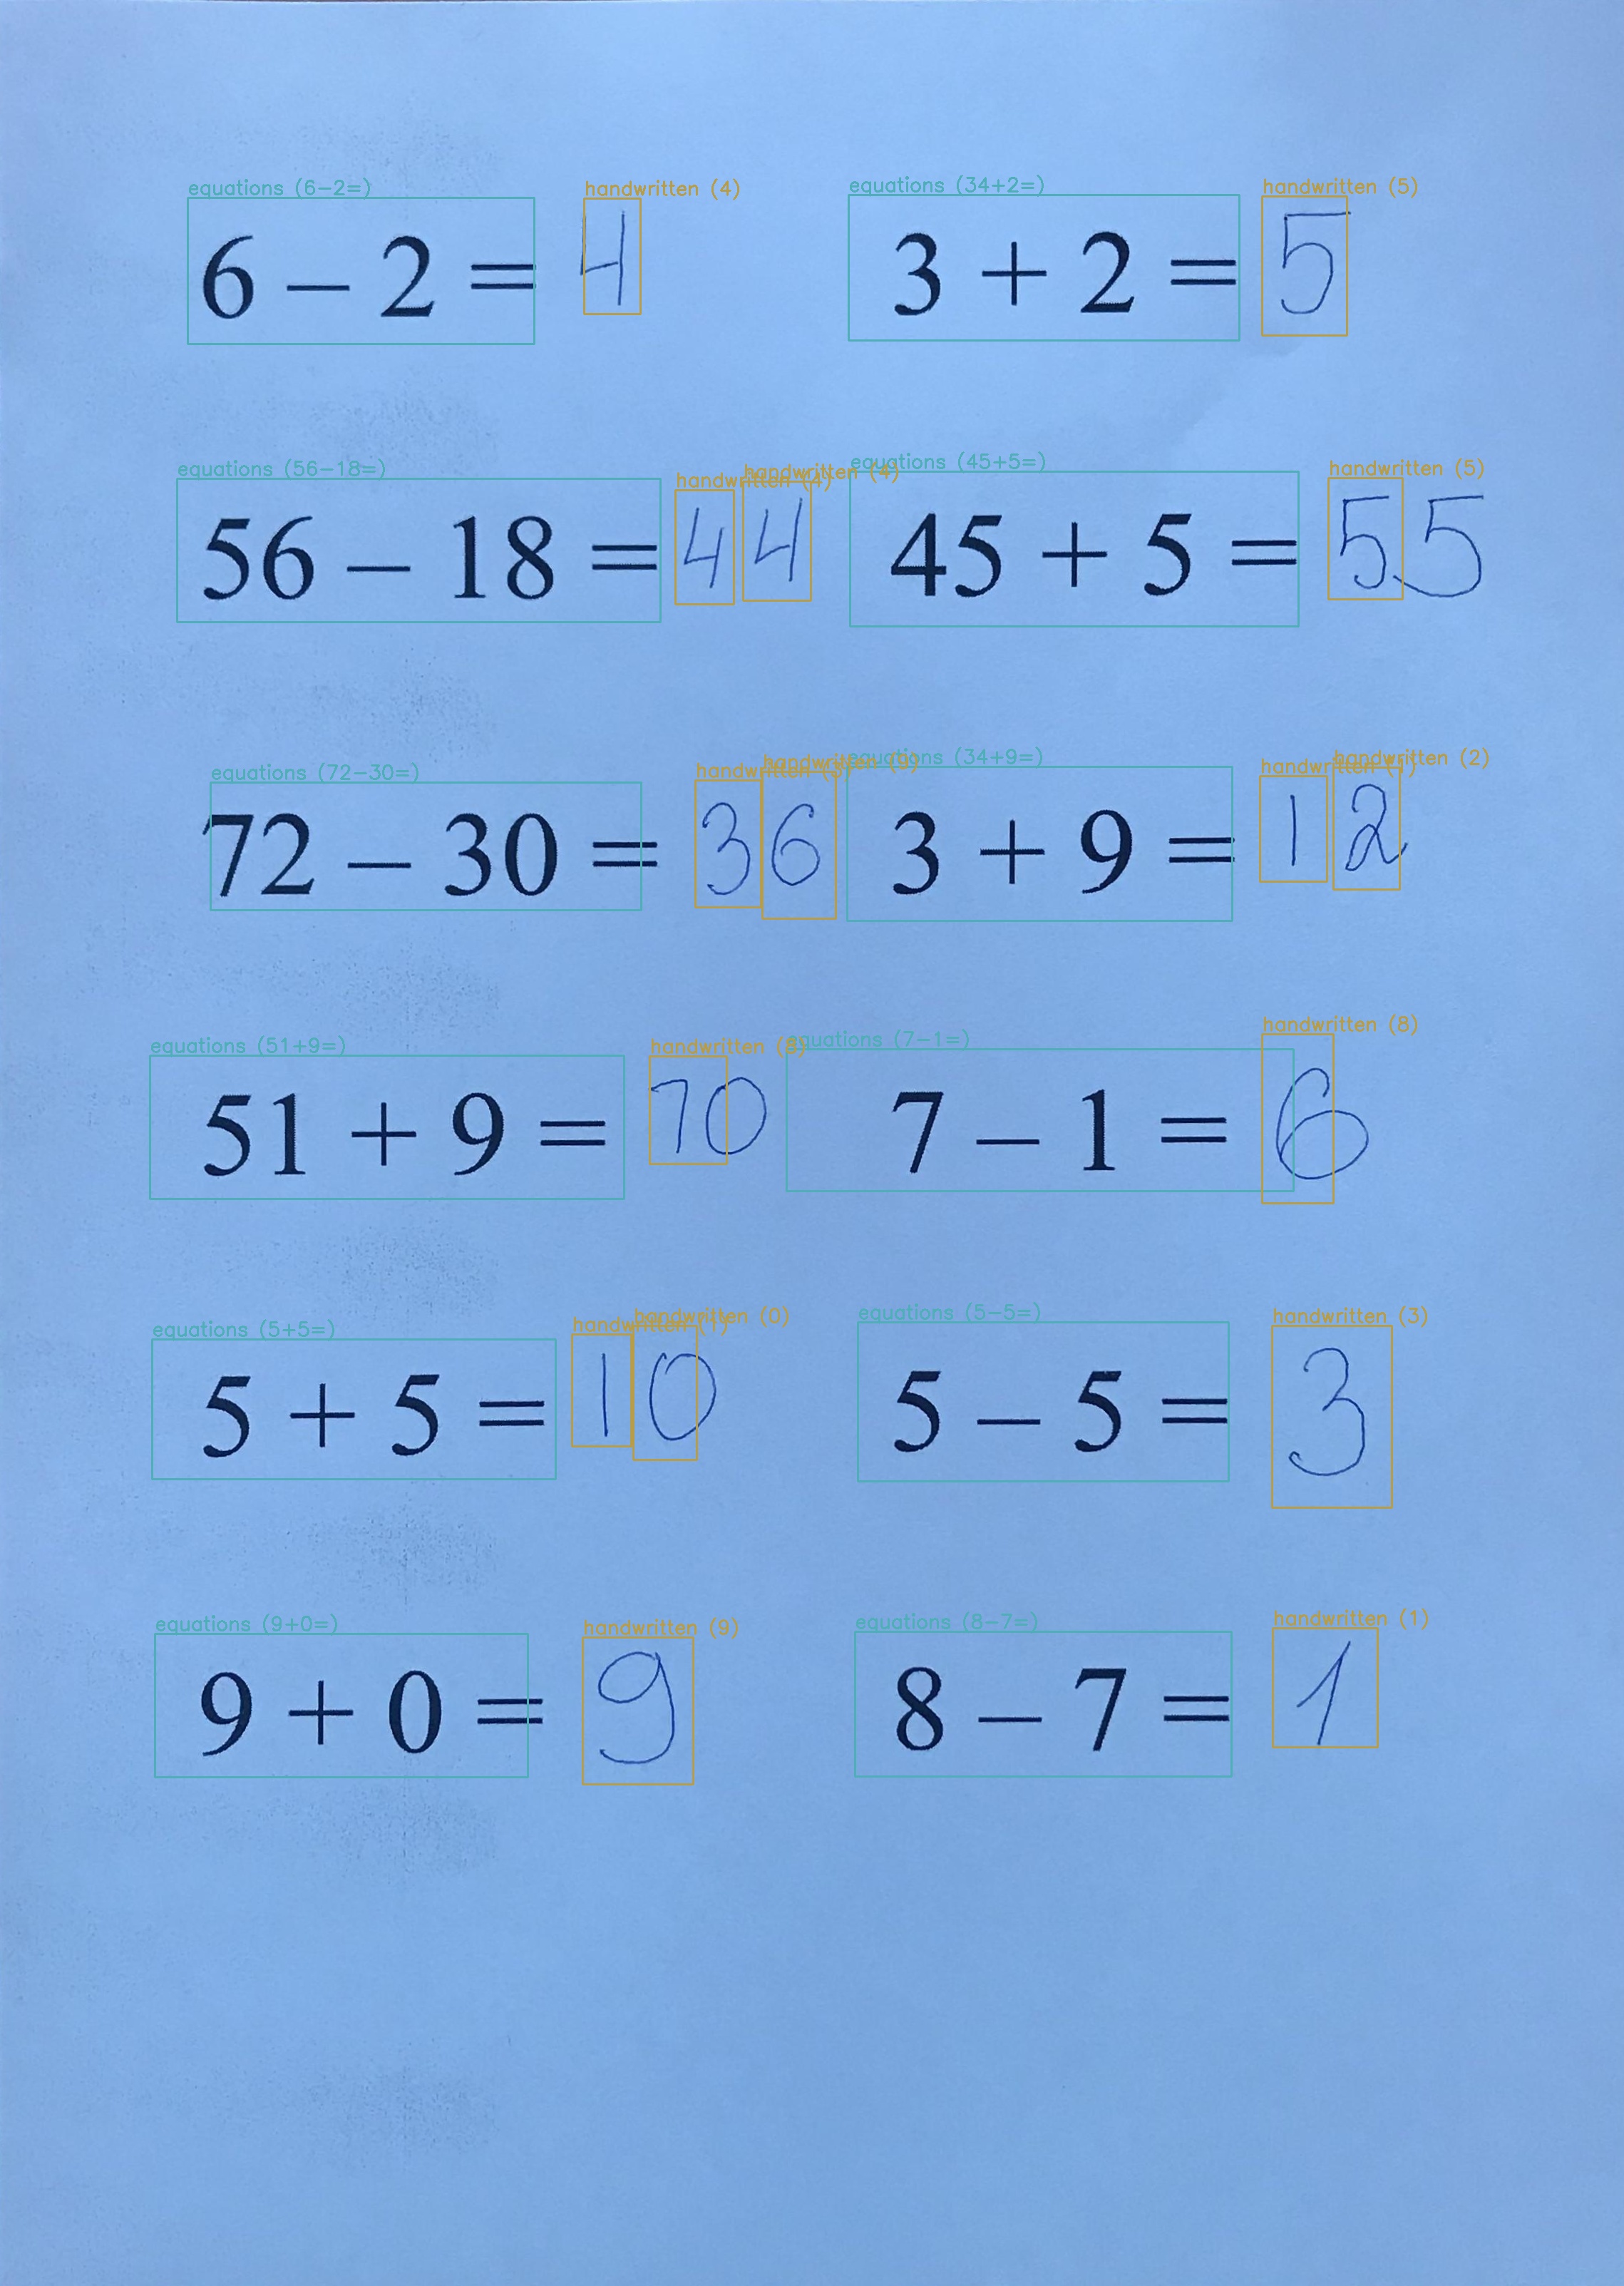 equations (6-2=) handwritten (4) equations (34+2=) handwritten (5)
6 – 2 = 4 3 + 2 = 5
equations (56-18=) handwritten (4) handwritten (4) equations (45+5=) handwritten (5)
56 – 18 = 44 45 + 5 = 55
equations (72-30=) handwritten (3) handwritten equations (34+9=) handwritten (1) handwritten (2)
72 – 30 = 36 3 + 9 = 12
equations (51+9=) handwritten equations (7-1=) handwritten (8)
51 + 9 = 70 7 – 1 = 6
equations (5+5=) handwritten (1) handwritten (0) equations (5-5=) handwritten (3)
5 + 5 = 10 5 – 5 = 3
equations (9+0=) handwritten (9) equations (8-7=) handwritten (1)
9 + 0 = 9 8 – 7 = 1